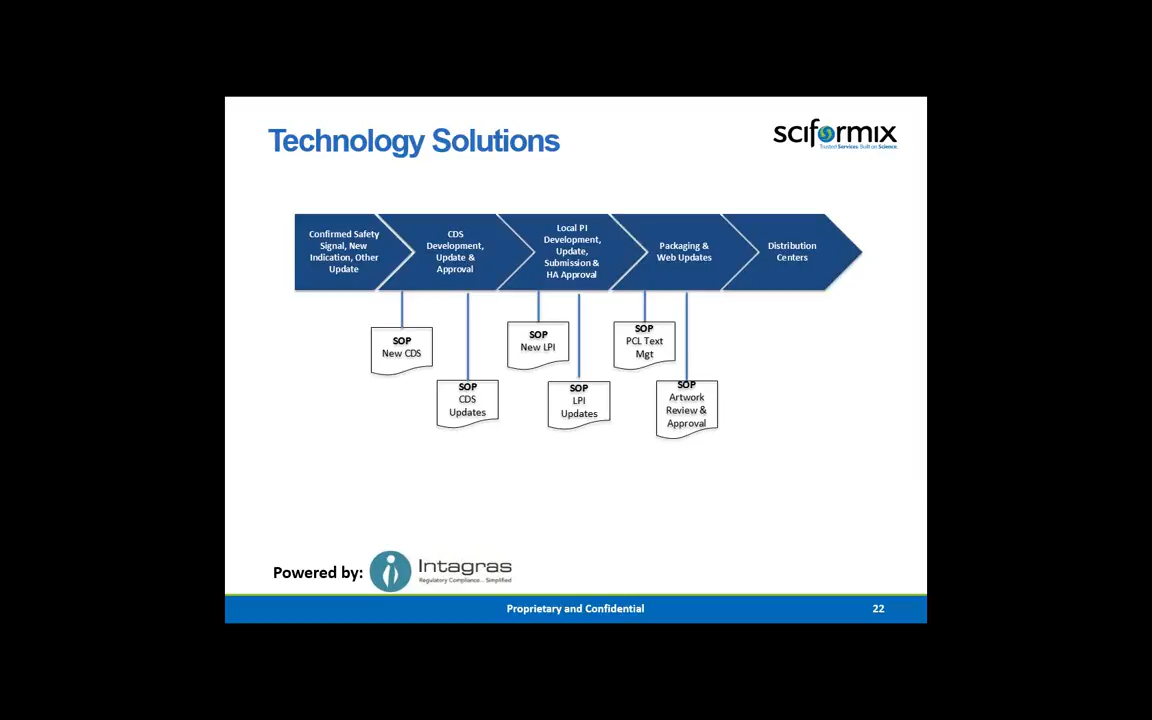 Technology Solutions
sciformix
Trusted Services. Built on Science.
Confirmed Safety
Signal, New
Indication, Other
Update
CDS
Development,
Update &
Approval
Local PI
Development,
Update,
Submission &
HA Approval
Packaging &
Web Updates
Distribution
Centers
SOP
New CDS
SOP
CDS
Updates
SOP
New LPI
SOP
LPI
Updates
SOP
PCL Text
Mgt
SOP
Artwork
Review &
Approval
Powered by:
Intagras
Regulatory Compliance... Simplified
Proprietary and Confidential
22